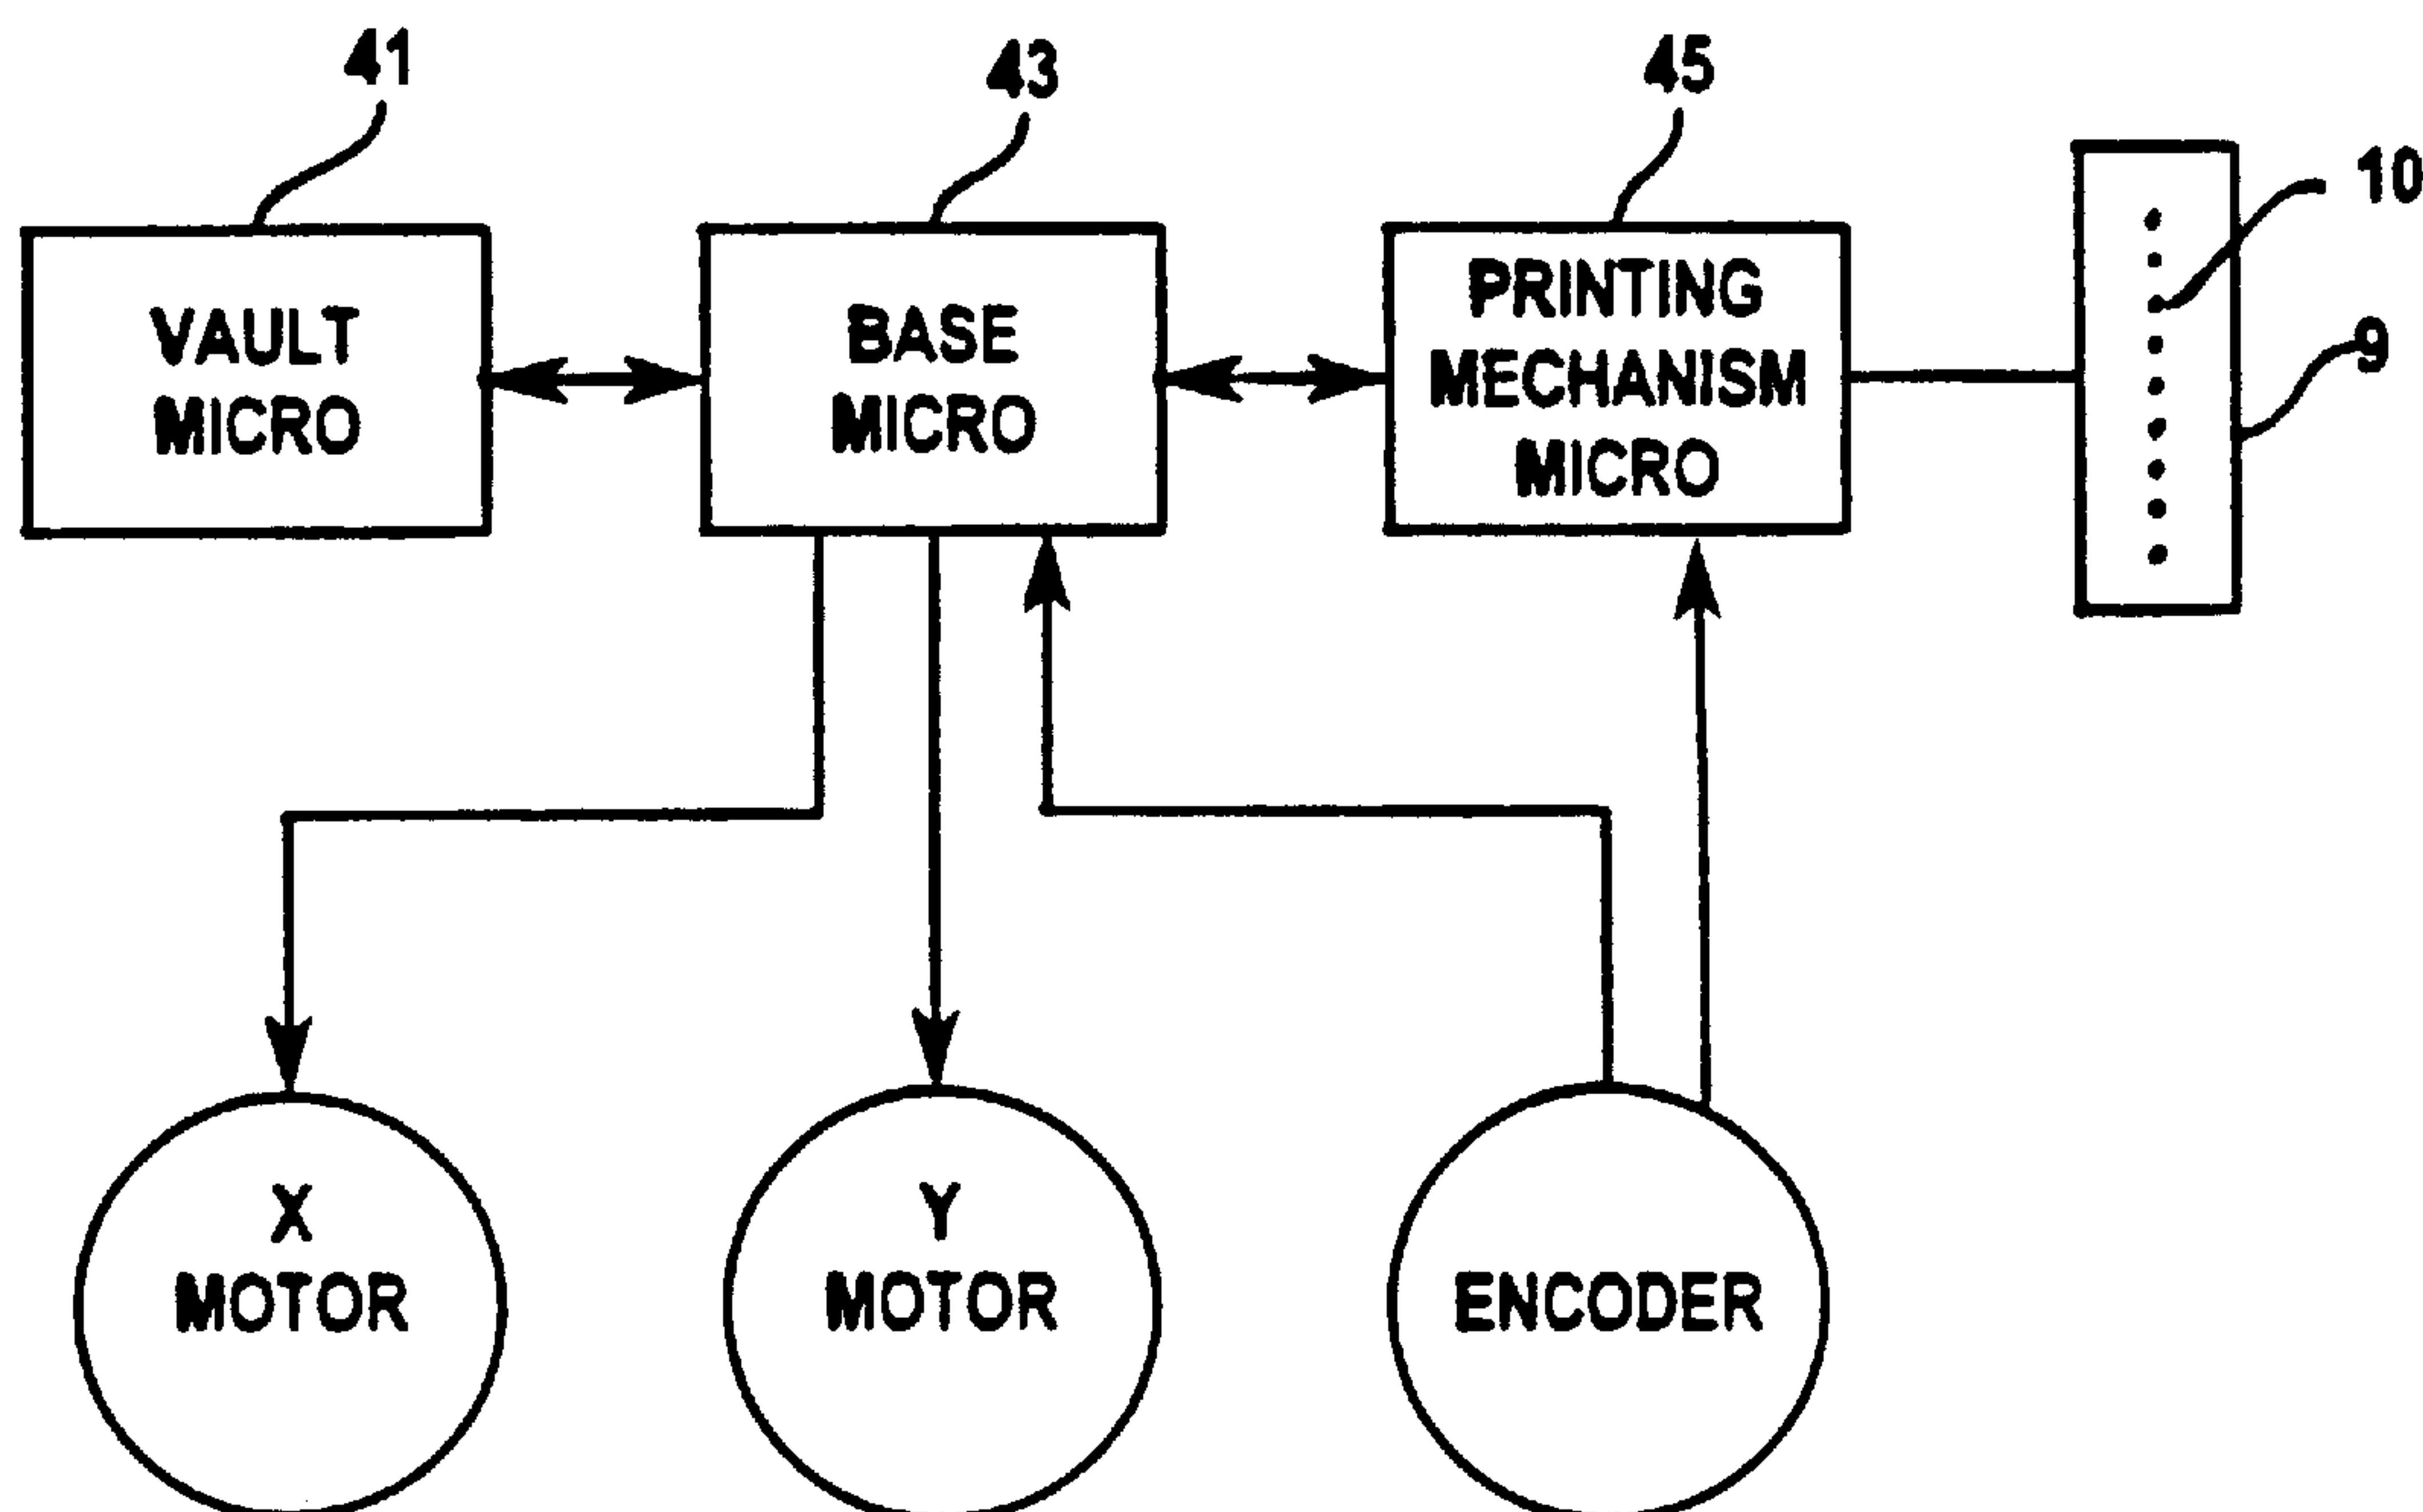 41
43
45
10
9
VAULT
MICRO
BASE
MICRO
PRINTING
MECHANISM
MICRO
X
MOTOR
Y
MOTOR
ENCODER